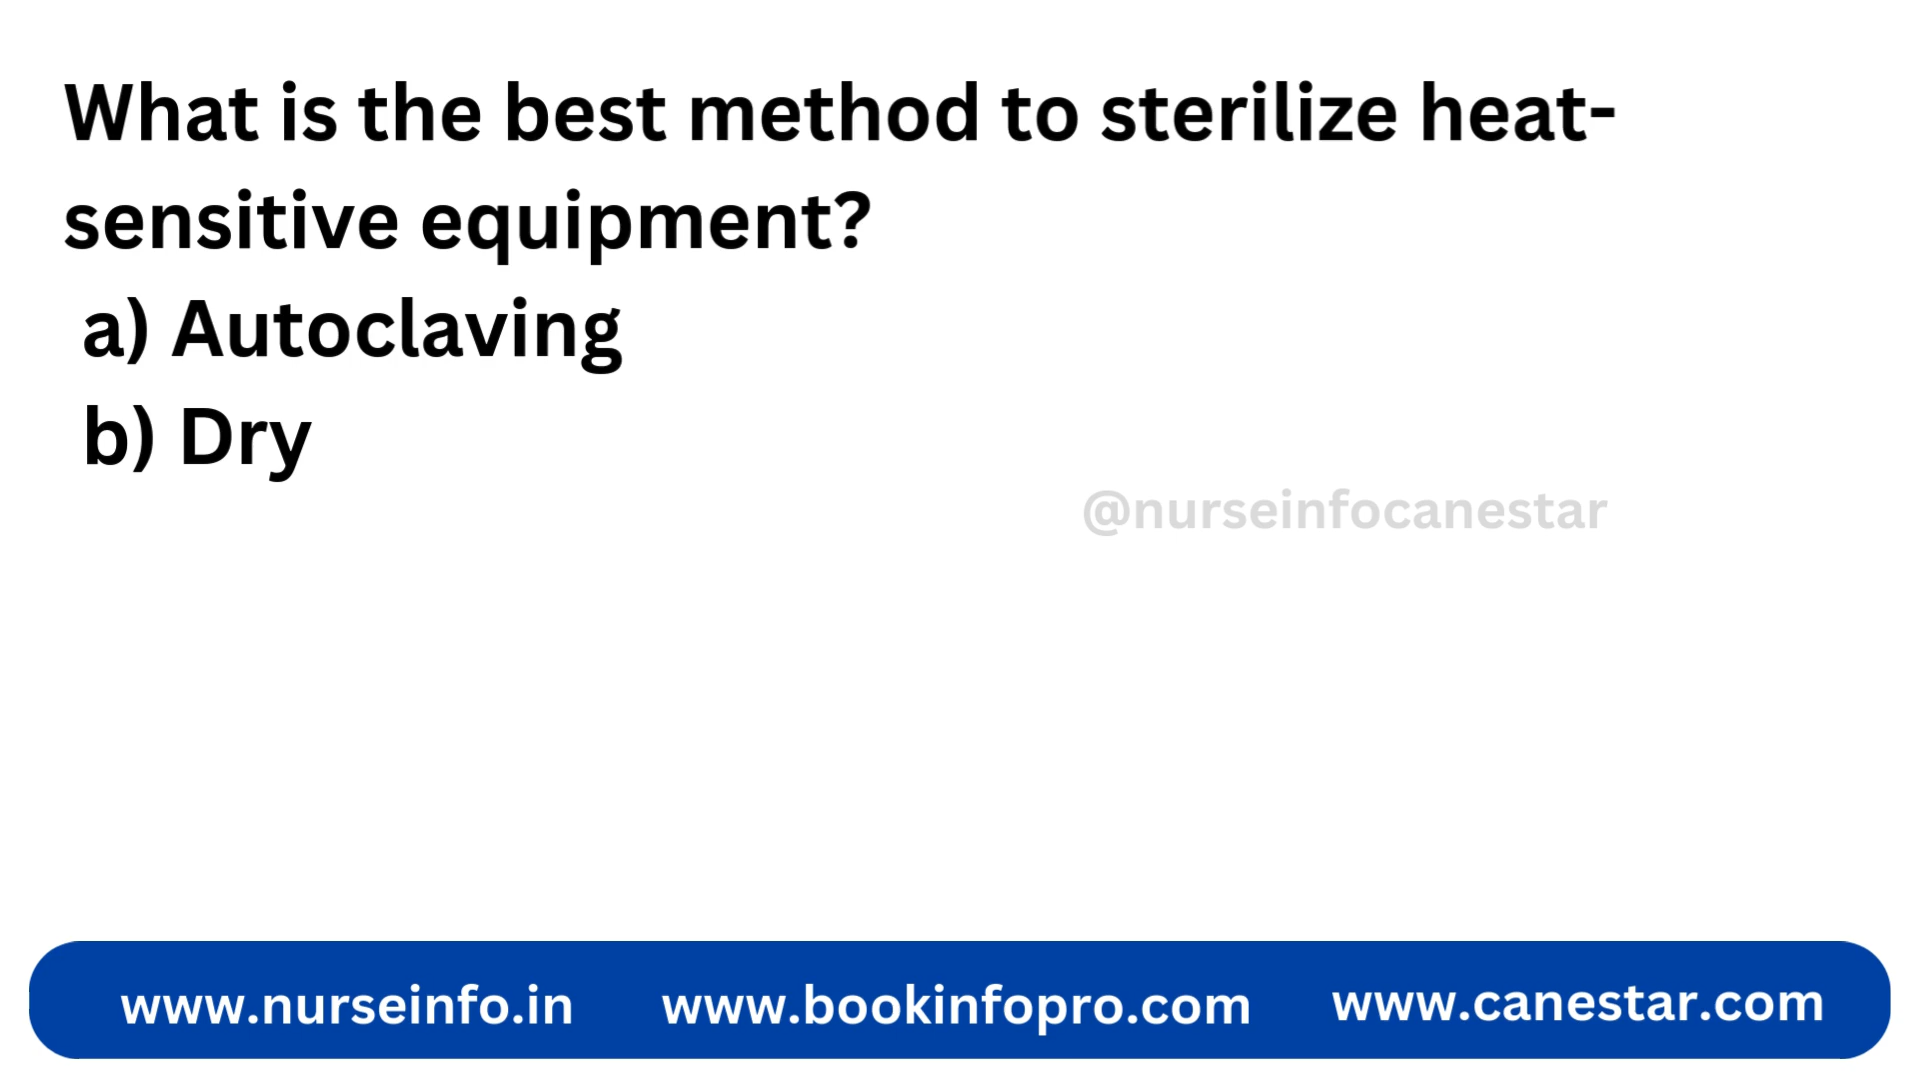 What is the best method to sterilize heat-
sensitive equipment?
a) Autoclaving
b) Dry
@nurseinfocanestar
www.nurseinfo.in www.bookinfopro.com www.canestar.com